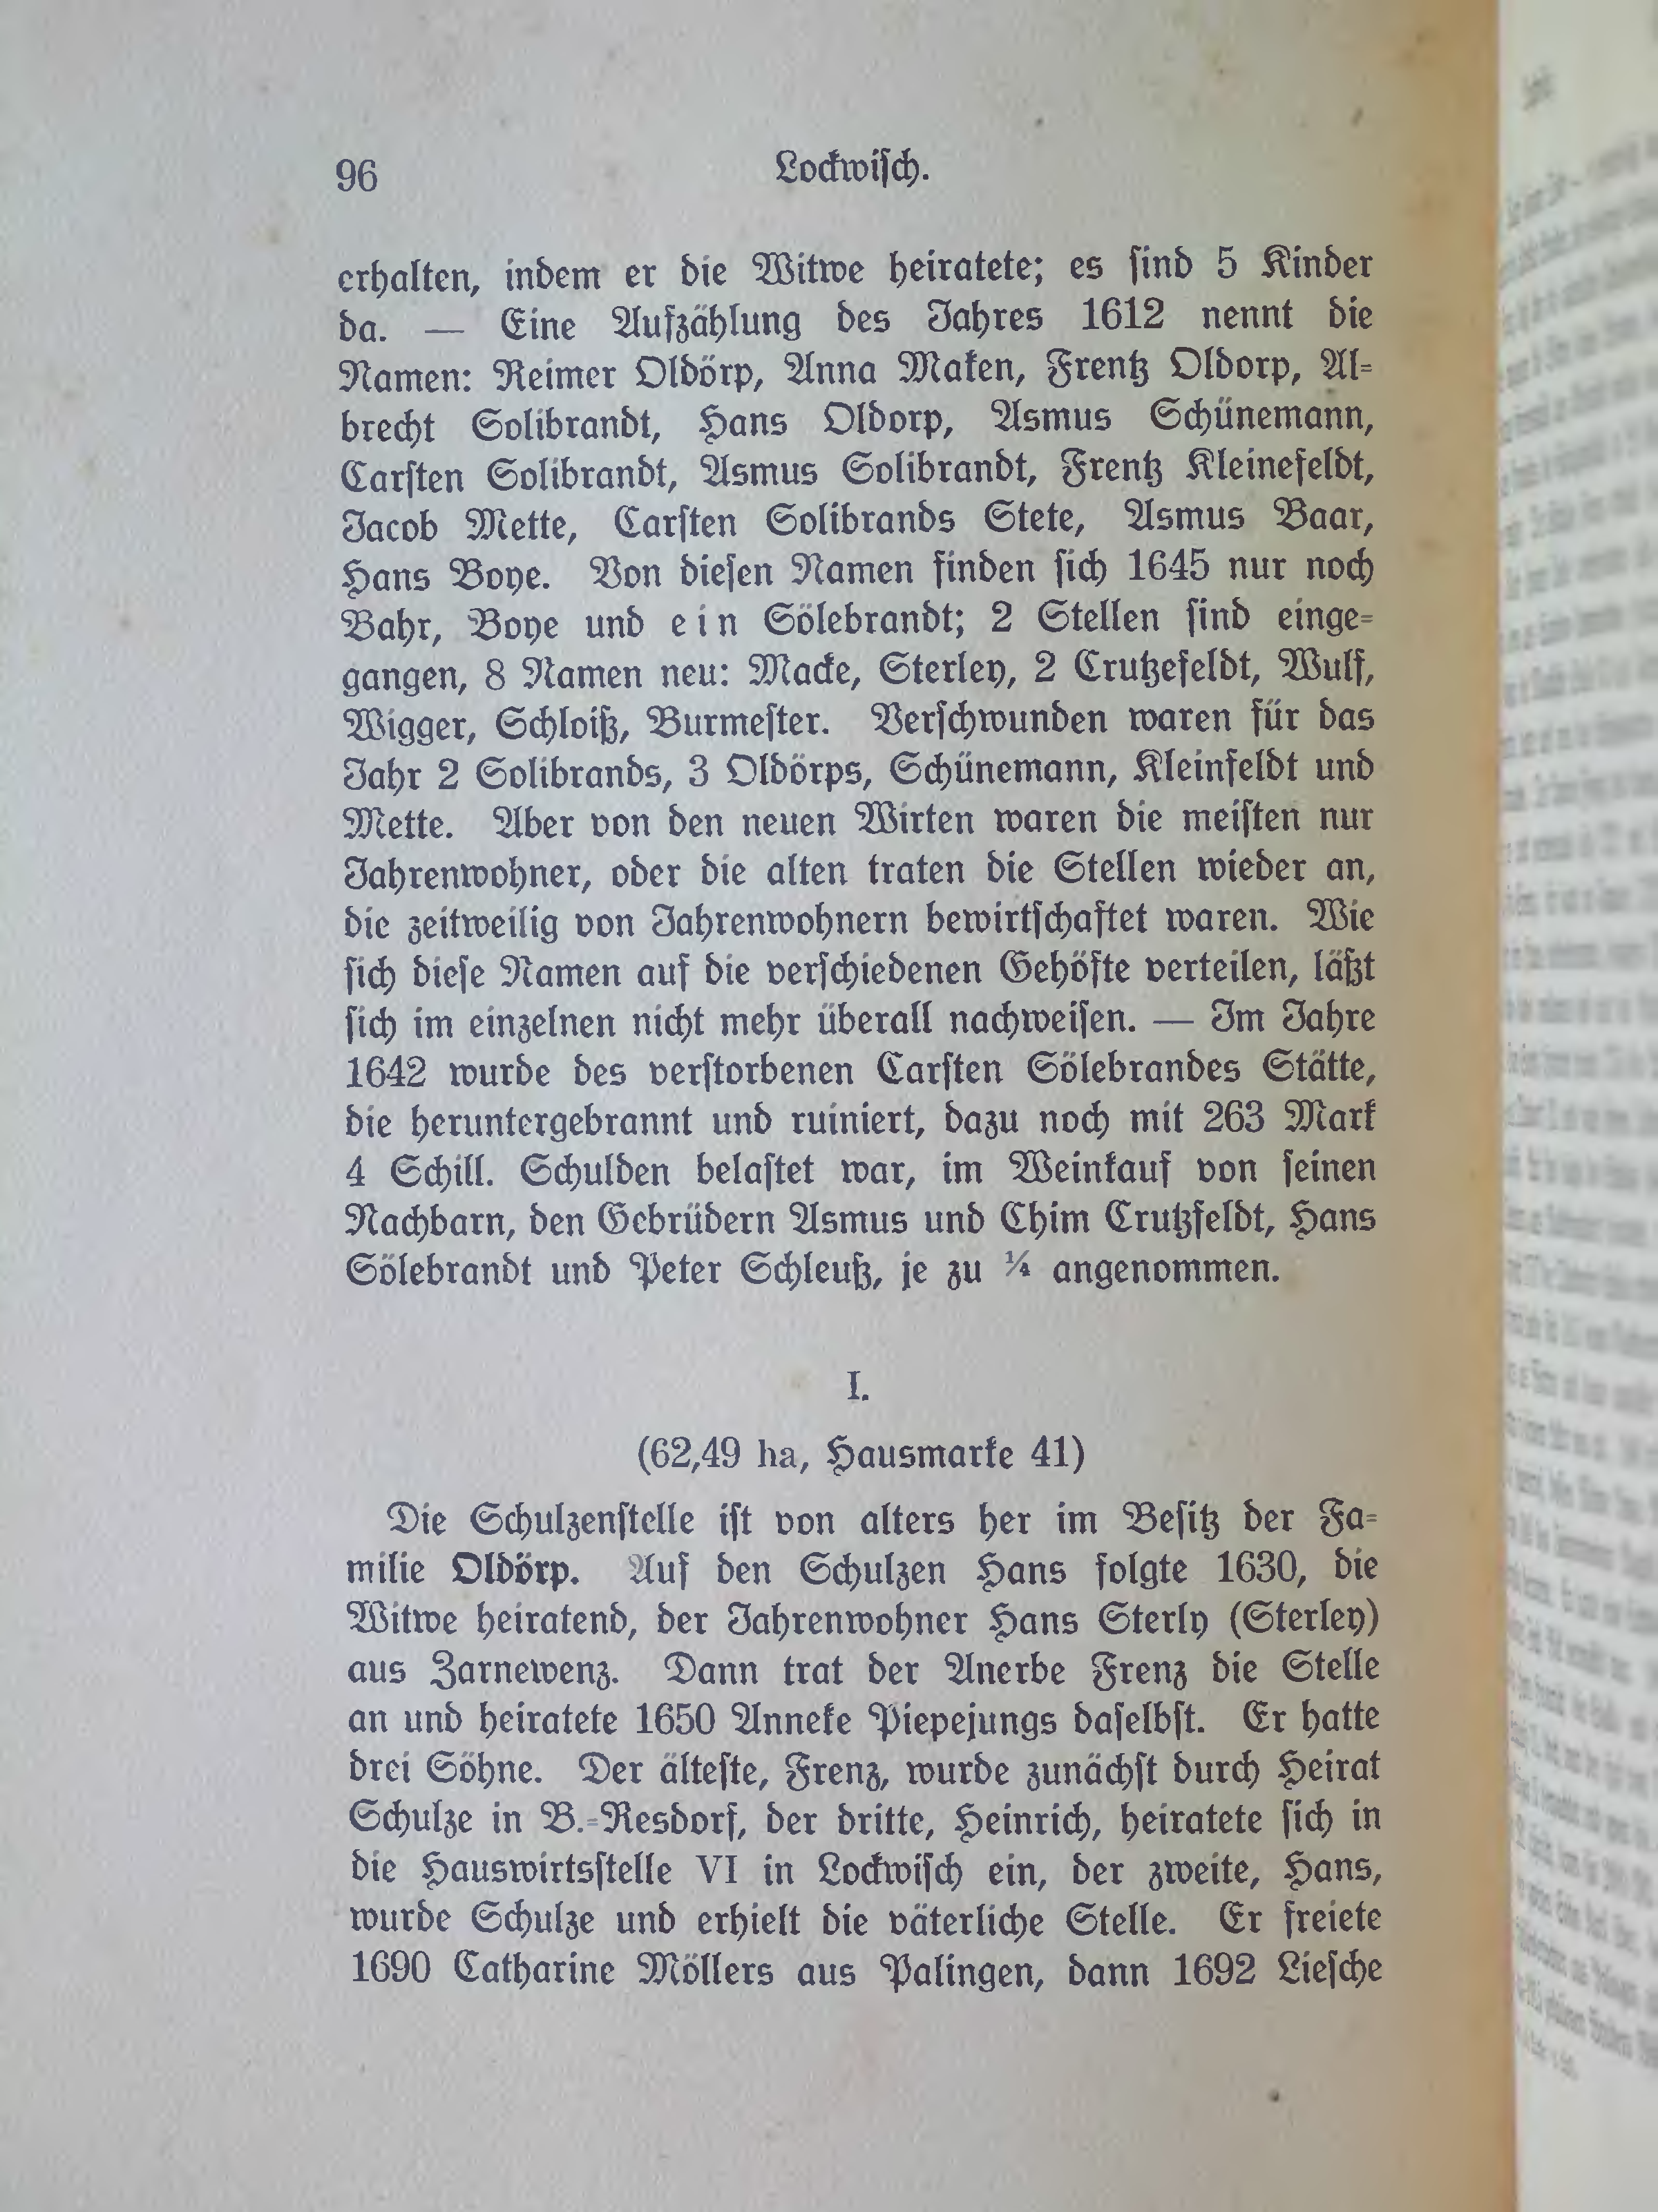 96
Lockwisch.
erhalten, indem er die Witwe heiratete; es sind 5 Kinder
da. — Eine Aufzählung des Jahres 1612 nennt die
Namen: Reimer Oldörp, Anna Maken, Frentz Oldorp, Al-
brecht Solibrandt, Hans Oldorp, Asmus Schünemann,
Carsten Solibrandt, Asmus Solibrandt, Frentz Kleinefeldt,
Jacob Mette, Carsten Solibrands Stete, Asmus Baar,
Hans Boye. Von diesen Namen finden sich 1645 nur noch
Bahr, Boye und ein Sölebrandt; 2 Stellen sind einge-
gangen, 8 Namen neu: Macke, Sterley, 2 Crutzefeldt, Wulf,
Wigger, Schloiß, Burmester. Verschwunden waren für das
Jahr 2 Solibrands, 3 Oldörps, Schünemann, Kleinfeldt und
Mette. Aber von den neuen Wirten waren die meisten nur
Jahrenwohner, oder die alten traten die Stellen wieder an,
die zeitweilig von Jahrenwohnern bewirtschaftet waren. Wie
sich diese Namen auf die verschiedenen Gehöfte verteilen, läßt
sich im einzelnen nicht mehr überall nachweisen. — Im Jahre
1642 wurde des verstorbenen Carsten Sölebrandes Stätte,
die heruntergebrannt und ruiniert, dazu noch mit 263 Mark
4 Schill. Schulden belastet war, im Weinkauf von seinen
Nachbarn, den Gebrüdern Asmus und Chim Crutzfeldt, Hans
Sölebrandt und Peter Schleuß, je zu ¼ angenommen.
I.
(62,49 ha, Hausmarke 41)
Die Schulzenstelle ist von alters her im Besitz der Fa-
milie Oldörp. Auf den Schulzen Hans folgte 1630, die
Witwe heiratend, der Jahrenwohner Hans Sterly (Sterley)
aus Zarnewenz. Dann trat der Anerbe Frenz die Stelle
an und heiratete 1650 Anneke Piepejungs daselbst. Er hatte
drei Söhne. Der älteste, Frenz, wurde zunächst durch Heirat
Schulze in B.-Resdorf, der dritte, Heinrich, heiratete sich in
die Hauswirtsstelle VI in Lockwisch ein, der zweite, Hans,
wurde Schulze und erhielt die väterliche Stelle. Er freiete
1690 Catharine Möllers aus Palingen, dann 1692 Liesche